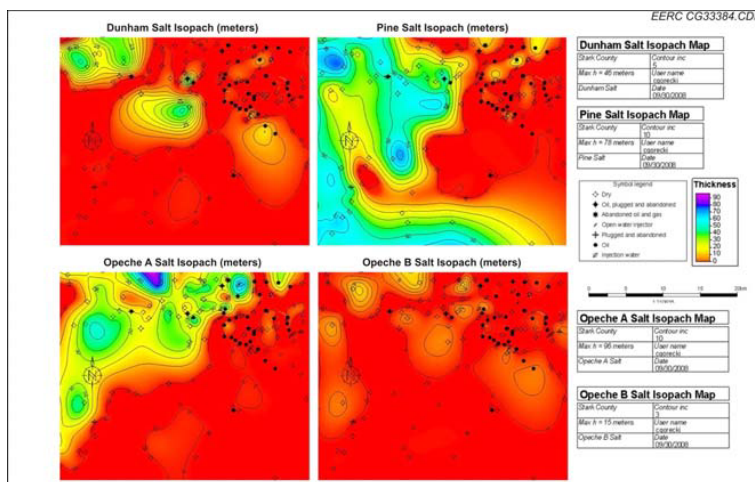 EERC CG33384.CD
Dunham Salt Isopach (meters)
Pine Salt Isopach (meters)
Opeche A Salt Isopach (meters)
Opeche B Salt Isopach (meters)
N
N
N
N
Dunham Salt Isopach Map
Stark County
Contour inc
5
Max h = 46 meters
User name
Dunham Salt
Date
09/30/2008
Pine Salt Isopach Map
Stark County
Contour inc
10
Max h = 78 meters
User name
Pine Salt
Date
09/30/2008
Symbol legend
Dry
Oil, plugged and abandoned
Abandoned oil and gas
Open water injector
Plugged and abandoned
Oil
Injection water
Thickness
90
80
70
60
50
40
30
20
10
0
0
5
10
15
20km
Opeche A Salt Isopach Map
Stark County
Contour inc
10
Max h = 96 meters
User name
Opeche A Salt
Date
09/30/2008
Opeche B Salt Isopach Map
Stark County
Contour inc
3
Max h = 15 meters
User name
Opeche B Salt
Date
09/30/2008